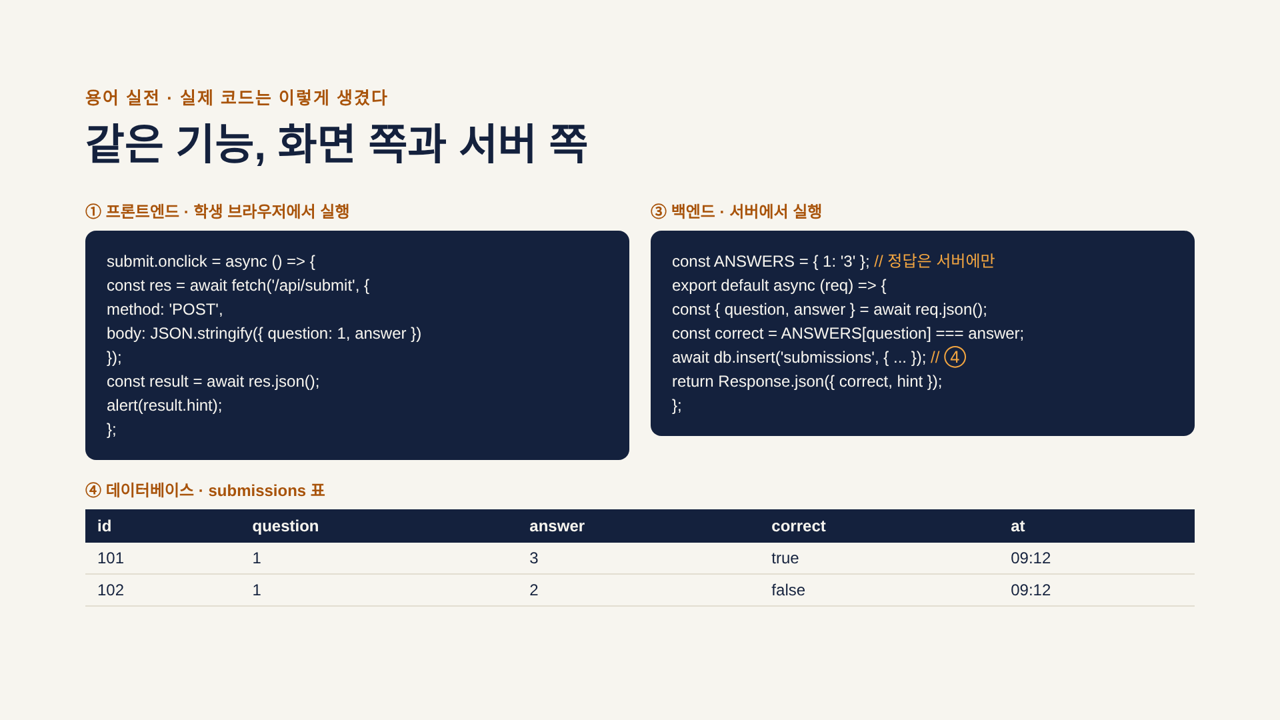 용어 실전 · 실제 코드는 이렇게 생겼다
같은 기능, 화면 쪽과 서버 쪽
① 프론트엔드 · 학생 브라우저에서 실행
submit.onclick = async () => {
const res = await fetch('/api/submit', {
method: 'POST',
body: JSON.stringify({ question: 1, answer })
});
const result = await res.json();
alert(result.hint);
};
③ 백엔드 · 서버에서 실행
const ANSWERS = { 1: '3' }; // 정답은 서버에만
export default async (req) => {
const { question, answer } = await req.json();
const correct = ANSWERS[question] === answer;
await db.insert('submissions', { ... }); // ④
return Response.json({ correct, hint });
};
④ 데이터베이스 · submissions 표
id question answer correct at
101 1 3 true 09:12
102 1 2 false 09:12